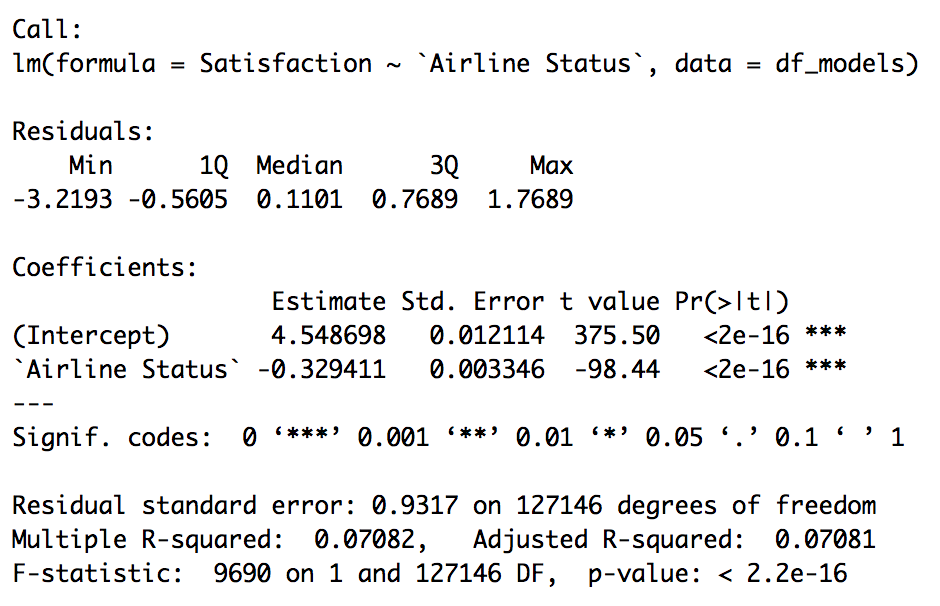 Call:
lm(formula = Satisfaction ~ `Airline Status`, data = df_models)
Residuals:
    Min      1Q  Median      3Q     Max
-3.2193 -0.5605  0.1101  0.7689  1.7689
Coefficients:
                 Estimate Std. Error t value Pr(>|t|)
(Intercept)      4.548698   0.012114  375.50   <2e-16 ***
`Airline Status` -0.329411   0.003346  -98.44   <2e-16 ***
---
Signif. codes:  0 ‘***’ 0.001 ‘**’ 0.01 ‘*’ 0.05 ‘.’ 0.1 ‘ ’ 1
Residual standard error: 0.9317 on 127146 degrees of freedom
Multiple R-squared:  0.07082,   Adjusted R-squared:  0.07081
F-statistic:  9690 on 1 and 127146 DF,  p-value: < 2.2e-16